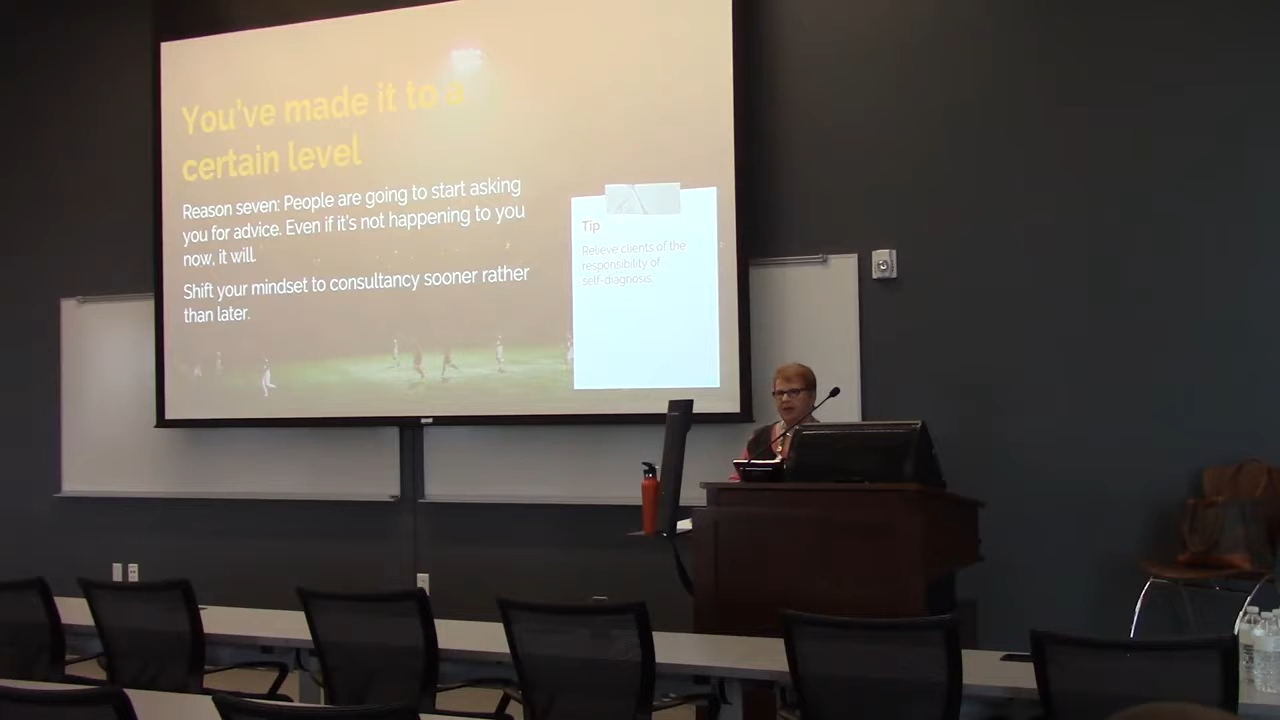 You've made it to a
certain level
Reason seven: People are going to start asking
you for advice. Even if it's not happening to you
now, it will.
Shift your mindset to consultancy sooner rather
than later.
Tip
Relieve clients of the
responsibility of
self-diagnosis.